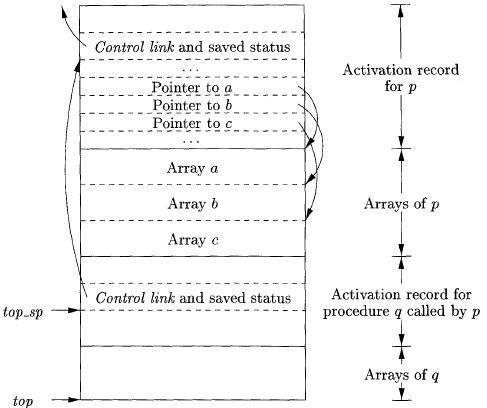 Control link and saved status
...
Pointer to a
Pointer to b
Pointer to c
...
Activation record
for p
Array a
Array b
Array c
Arrays of p
Control link and saved status
top_sp
Activation record for
procedure q called by p
Arrays of q
top